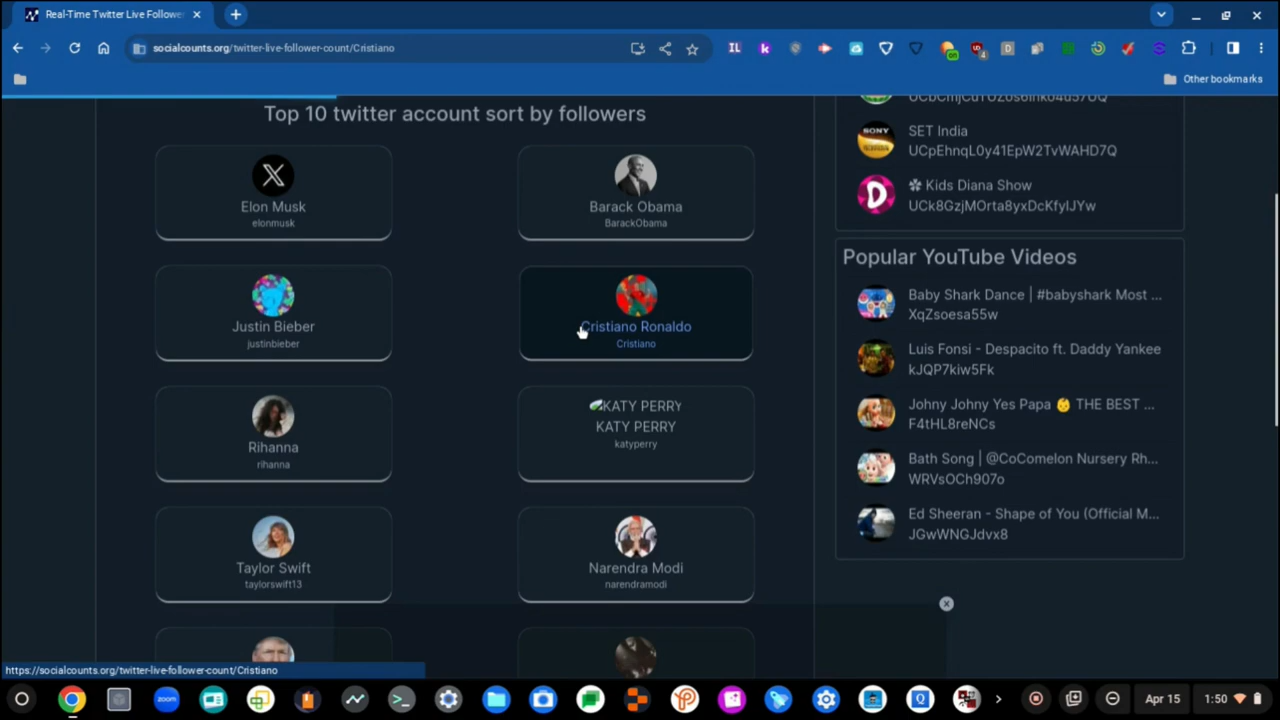 Real-Time Twitter Live Follower
socialcounts.org/twitter-live-follower-count/Cristiano
Other bookmarks
Top 10 twitter account sort by followers
Elon Musk
elonmusk
Barack Obama
BarackObama
Justin Bieber
justinbieber
Cristiano Ronaldo
Cristiano
Rihanna
rihanna
KATY PERRY
KATY PERRY
katyperry
Taylor Swift
taylorswift13
Narendra Modi
narendramodi
SET India
UCpEhnqL0y41EpW2TvWAHD7Q
✿ Kids Diana Show
UCk8GzjMOrta8yxDcKfylJYw
Popular YouTube Videos
Baby Shark Dance | #babyshark Most ...
XqZsoesa55w
Luis Fonsi - Despacito ft. Daddy Yankee
kJQP7kiw5Fk
Johny Johny Yes Papa 👶 THE BEST ...
F4tHL8reNCs
Bath Song | @CoComelon Nursery Rh...
WRVsOCh907o
Ed Sheeran - Shape of You (Official M...
JGwWNGJdvx8
https://socialcounts.org/twitter-live-follower-count/Cristiano
zoom
Apr 15
1:50